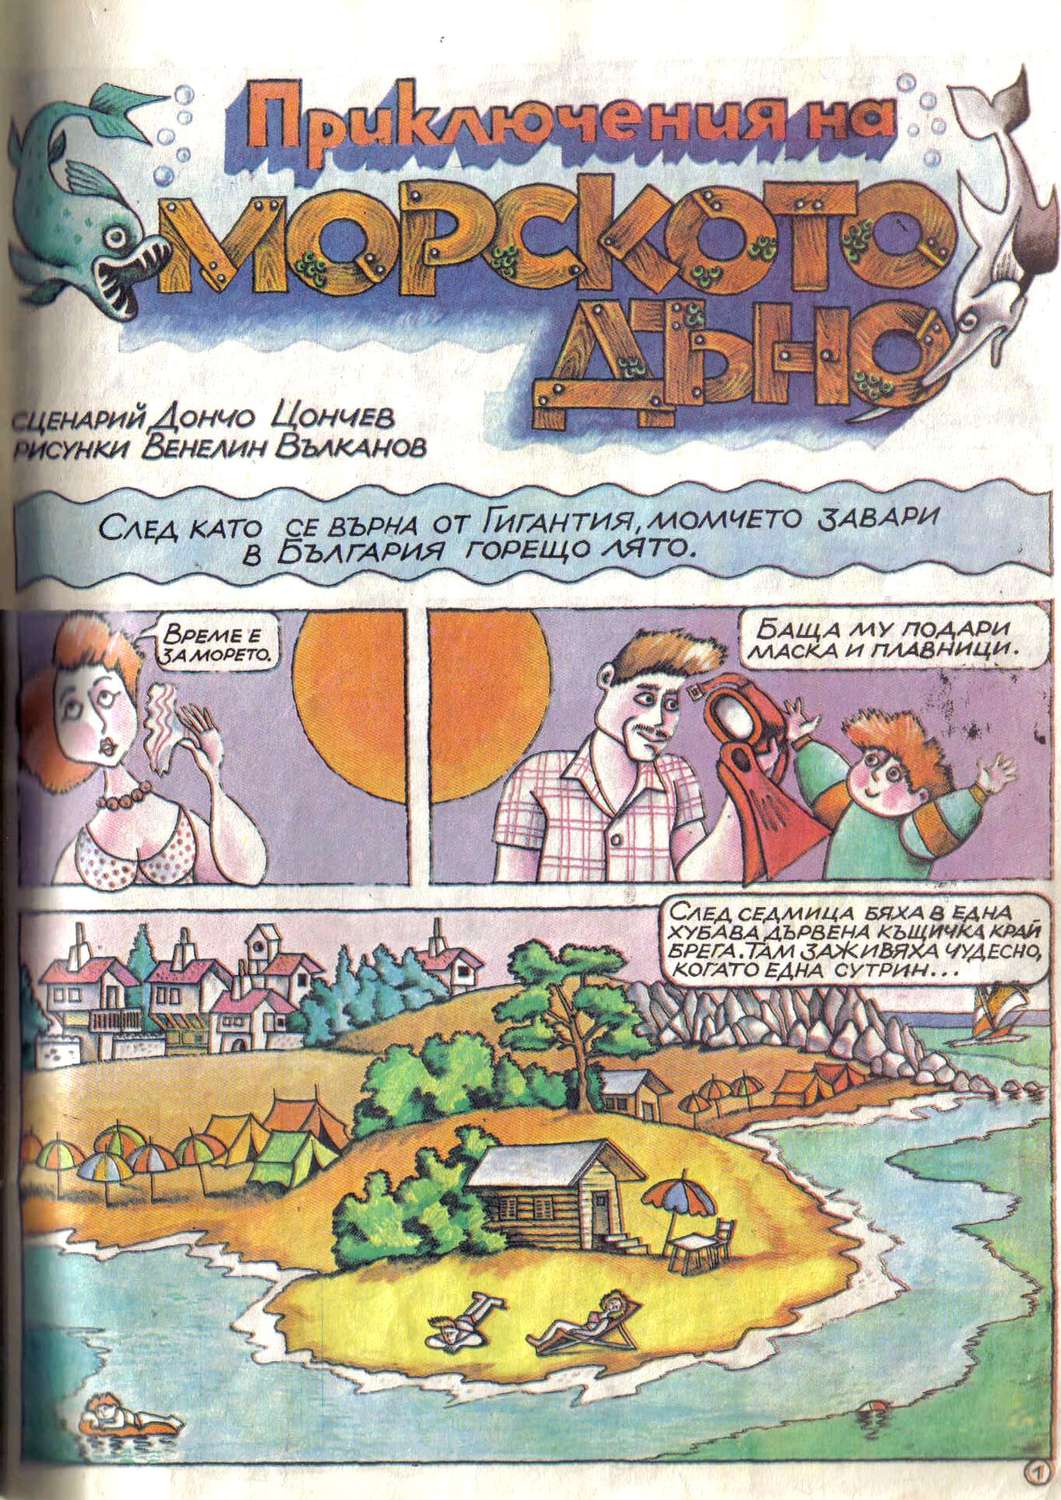 Приключения на
МОРСКОТО
ДЪНО
СЦЕНАРИЙ ДОНЧО ЦОНЧЕВ
РИСУНКИ ВЕНЕЛИН ВЪЛКАНОВ
СЛЕД КАТО СЕ ВЪРНА ОТ ГИГАНТИЯ, МОМЧЕТО ЗАВАРИ
В БЪЛГАРИЯ ГОРЕЩО ЛЯТО.
ВРЕМЕ Е
ЗА МОРЕТО.
БАЩА МУ ПОДАРИ
МАСКА И ПЛАВНИЦИ.
СЛЕД СЕДМИЦА БЯХА В ЕДНА
ХУБАВА ДЪРВЕНА КЪЩИЧКА КРАЙ
БРЕГА. ТАМ ЗАЖИВЯХА ЧУДЕСНО,
КОГАТО ЕДНА СУТРИН...
1